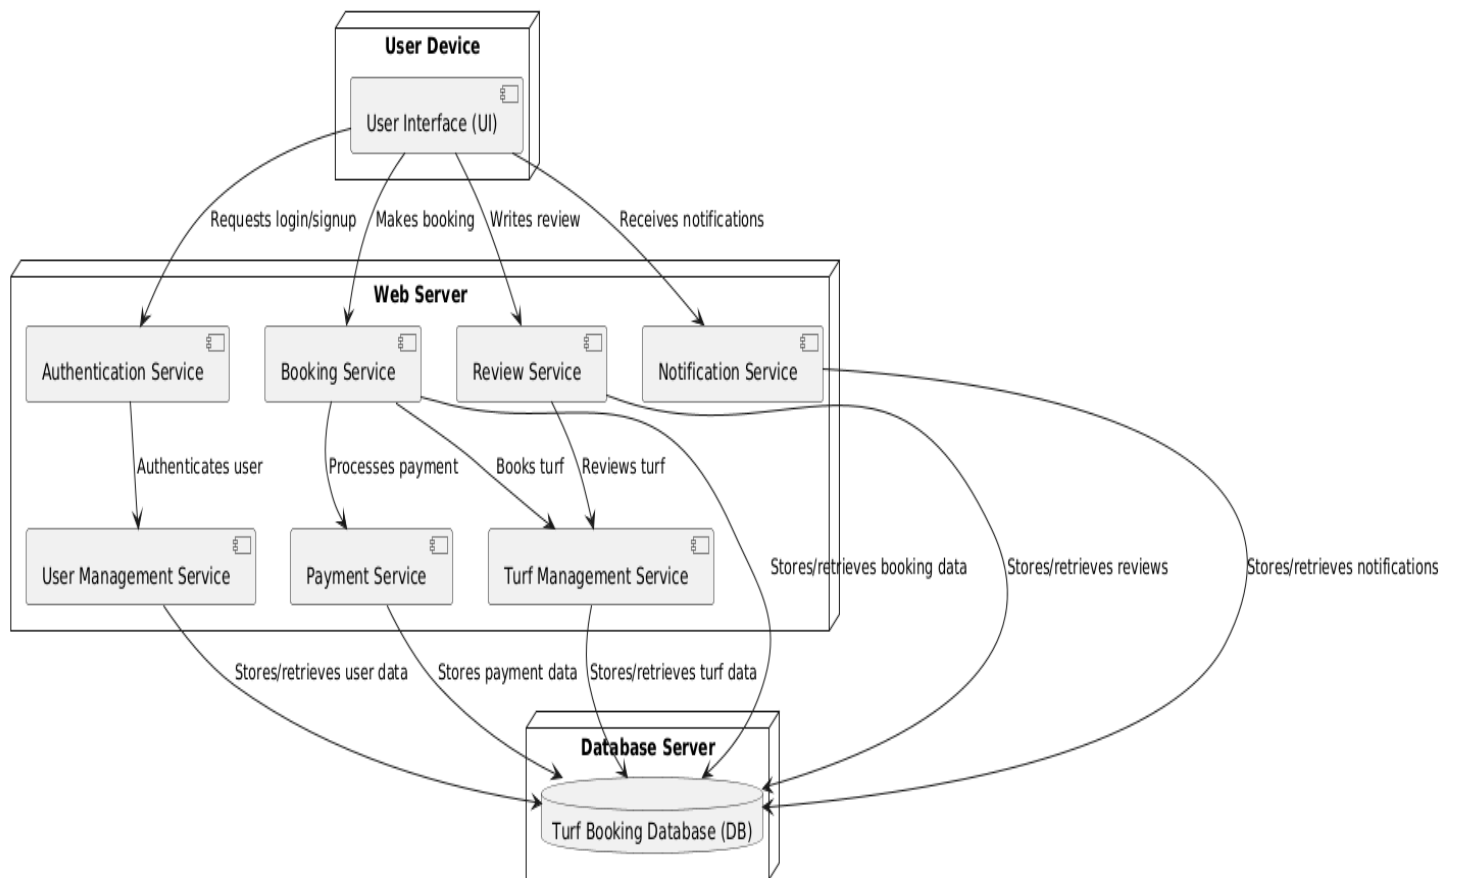 User Device
User Interface (UI)
Requests login/signup
Makes booking
Writes review
Receives notifications
Web Server
Authentication Service
Booking Service
Review Service
Notification Service
Authenticates user
Processes payment
Books turf
Reviews turf
User Management Service
Payment Service
Turf Management Service
Stores/retrieves booking data
Stores/retrieves reviews
Stores/retrieves notifications
Stores/retrieves user data
Stores payment data
Stores/retrieves turf data
Database Server
Turf Booking Database (DB)